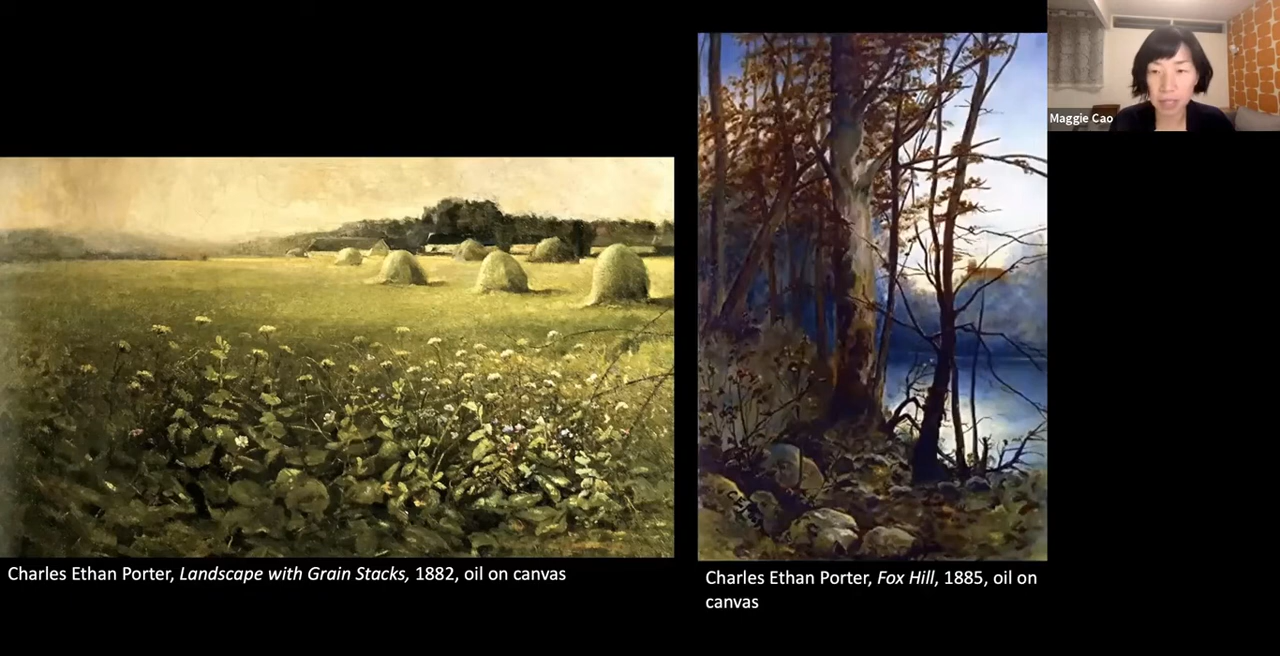 Maggie Cao
Charles Ethan Porter, Landscape with Grain Stacks, 1882, oil on canvas
Charles Ethan Porter, Fox Hill, 1885, oil on
canvas